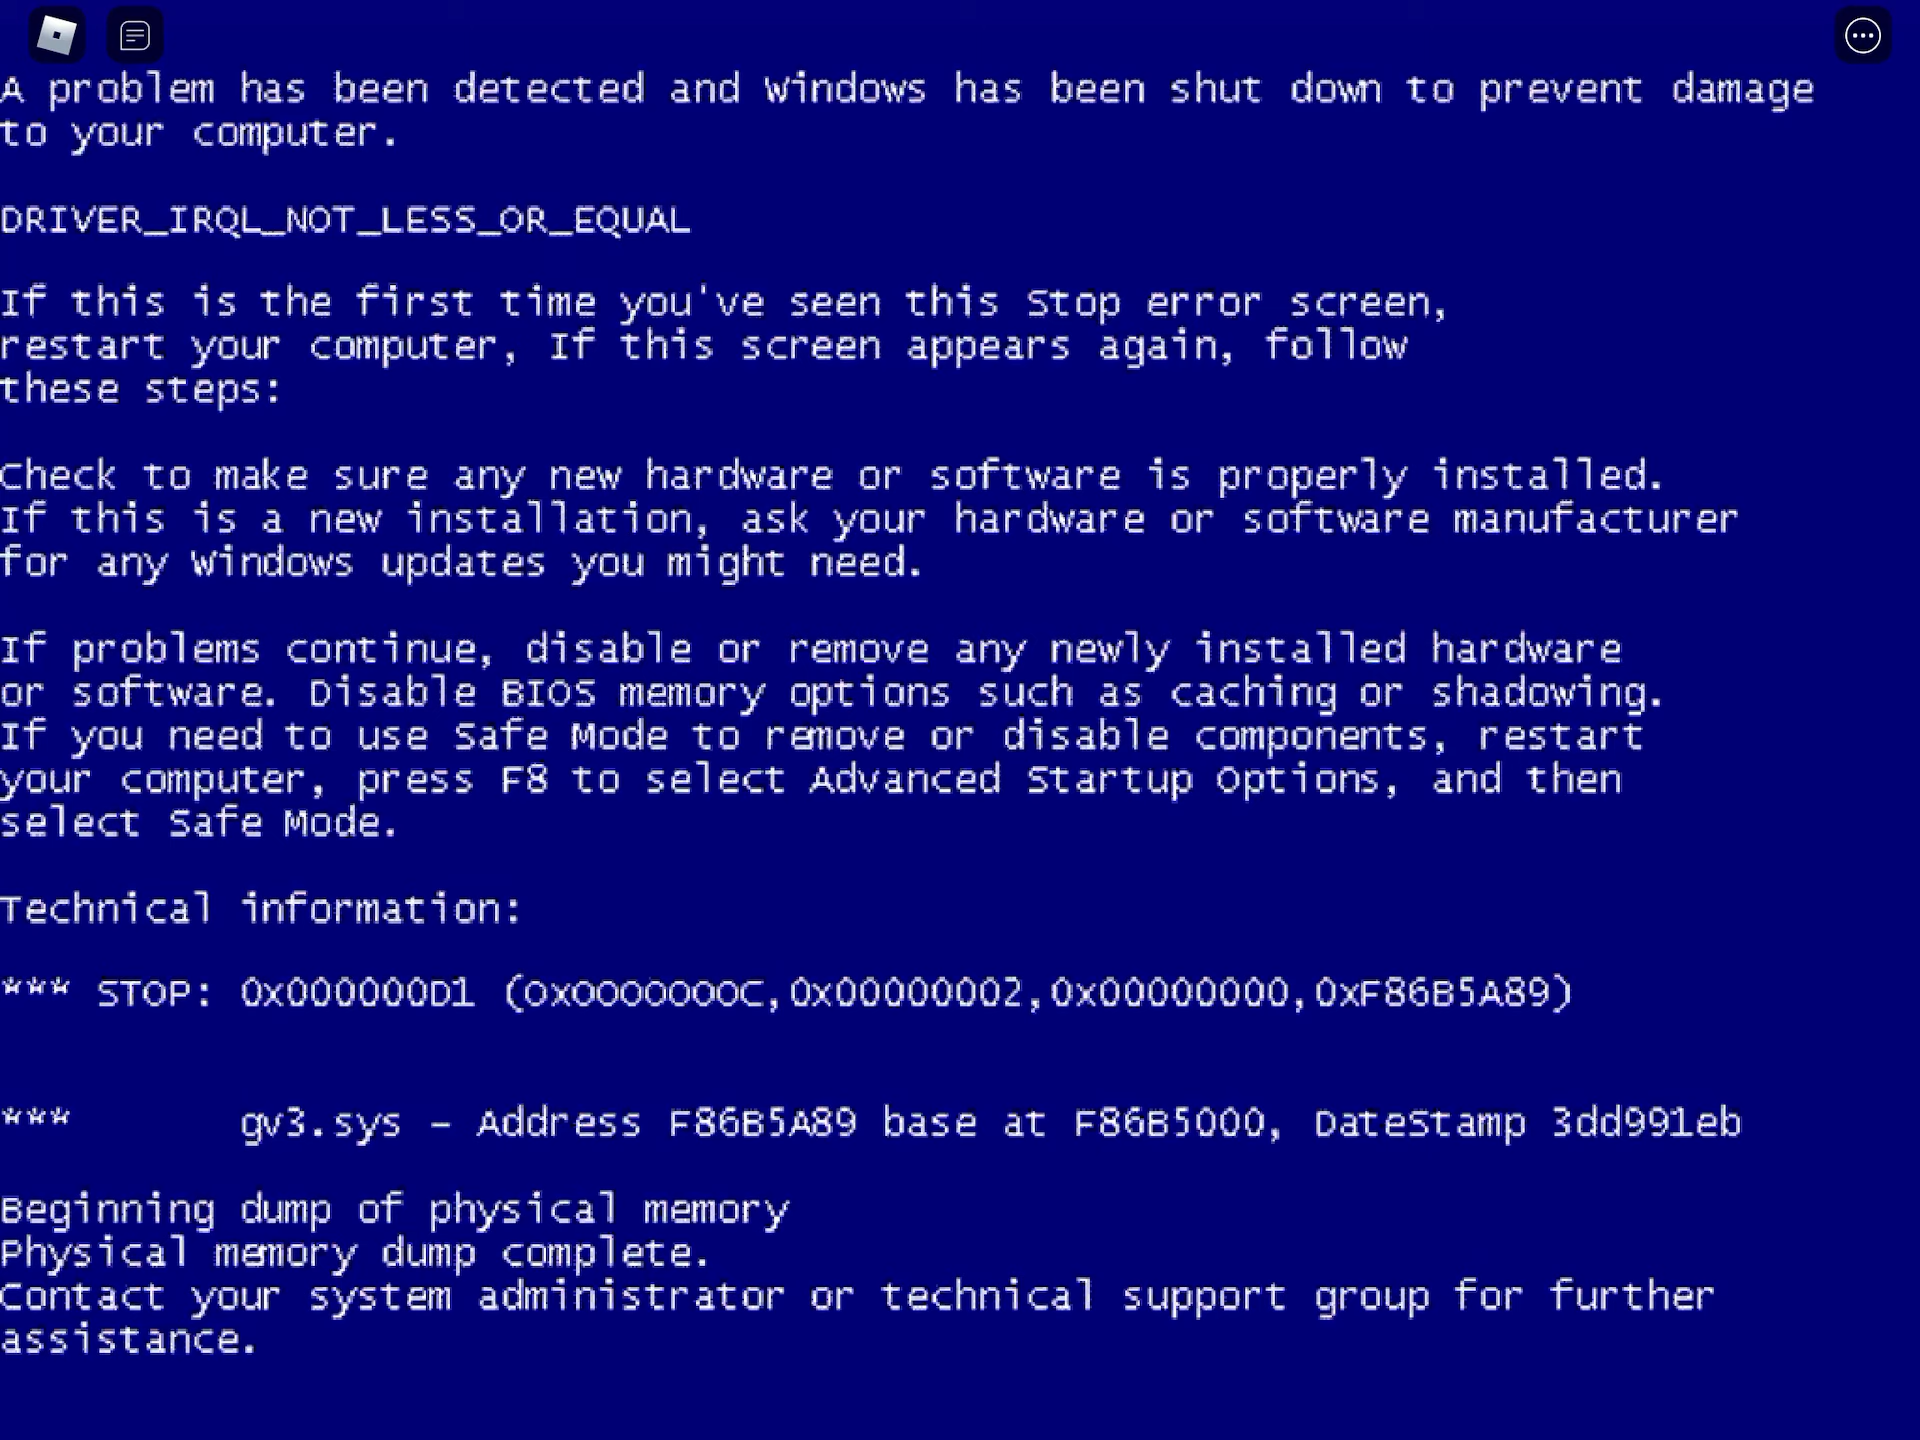 A problem has been detected and Windows has been shut down to prevent damage
to your computer.
DRIVER_IRQL_NOT_LESS_OR_EQUAL
If this is the first time you've seen this Stop error screen,
restart your computer, If this screen appears again, follow
these steps:
Check to make sure any new hardware or software is properly installed.
If this is a new installation, ask your hardware or software manufacturer
for any Windows updates you might need.
If problems continue, disable or remove any newly installed hardware
or software. Disable BIOS memory options such as caching or shadowing.
If you need to use Safe Mode to remove or disable components, restart
your computer, press F8 to select Advanced Startup Options, and then
select Safe Mode.
Technical information:
*** STOP: 0x000000D1 (0x0000000C,0x00000002,0x00000000,0xF86B5A89)
*** gv3.sys – Address F86B5A89 base at F86B5000, DateStamp 3dd991eb
Beginning dump of physical memory
Physical memory dump complete.
Contact your system administrator or technical support group for further
assistance.